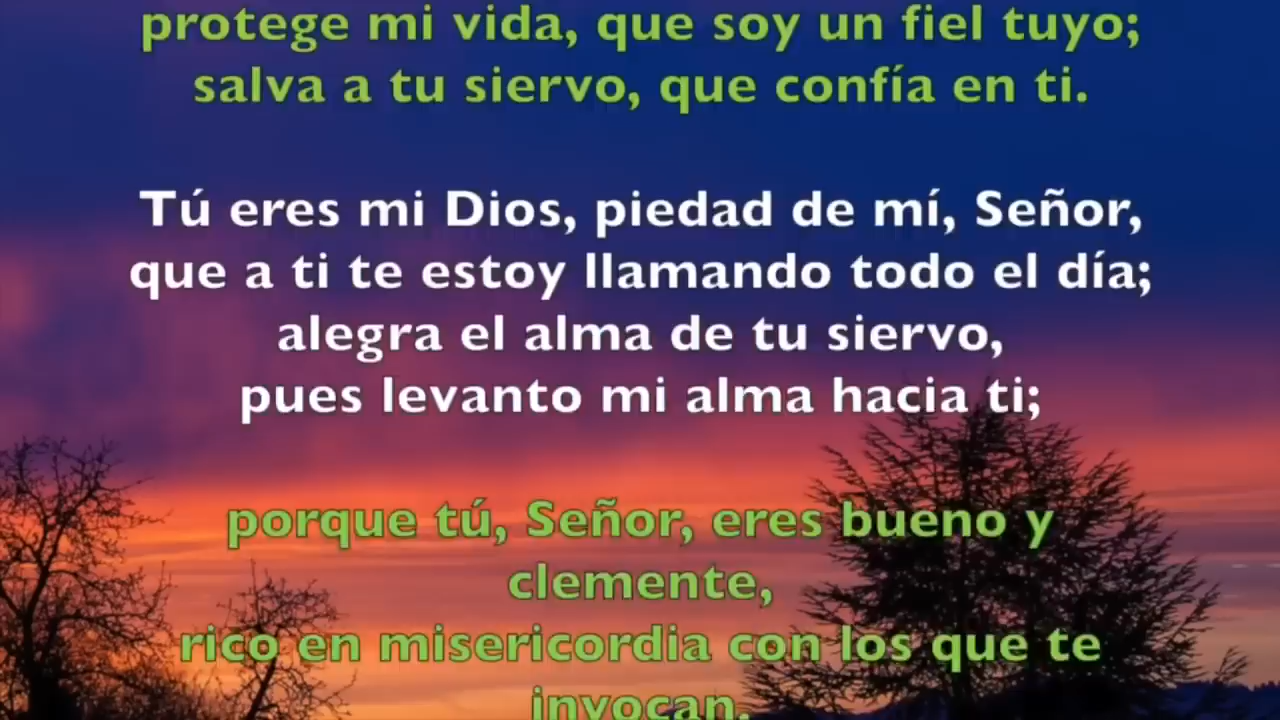 protege mi vida, que soy un fiel tuyo;
salva a tu siervo, que confía en ti.
Tú eres mi Dios, piedad de mí, Señor,
que a ti te estoy llamando todo el día;
alegra el alma de tu siervo,
pues levanto mi alma hacia ti;
porque tú, Señor, eres bueno y
clemente,
rico en misericordia con los que te
invocan.